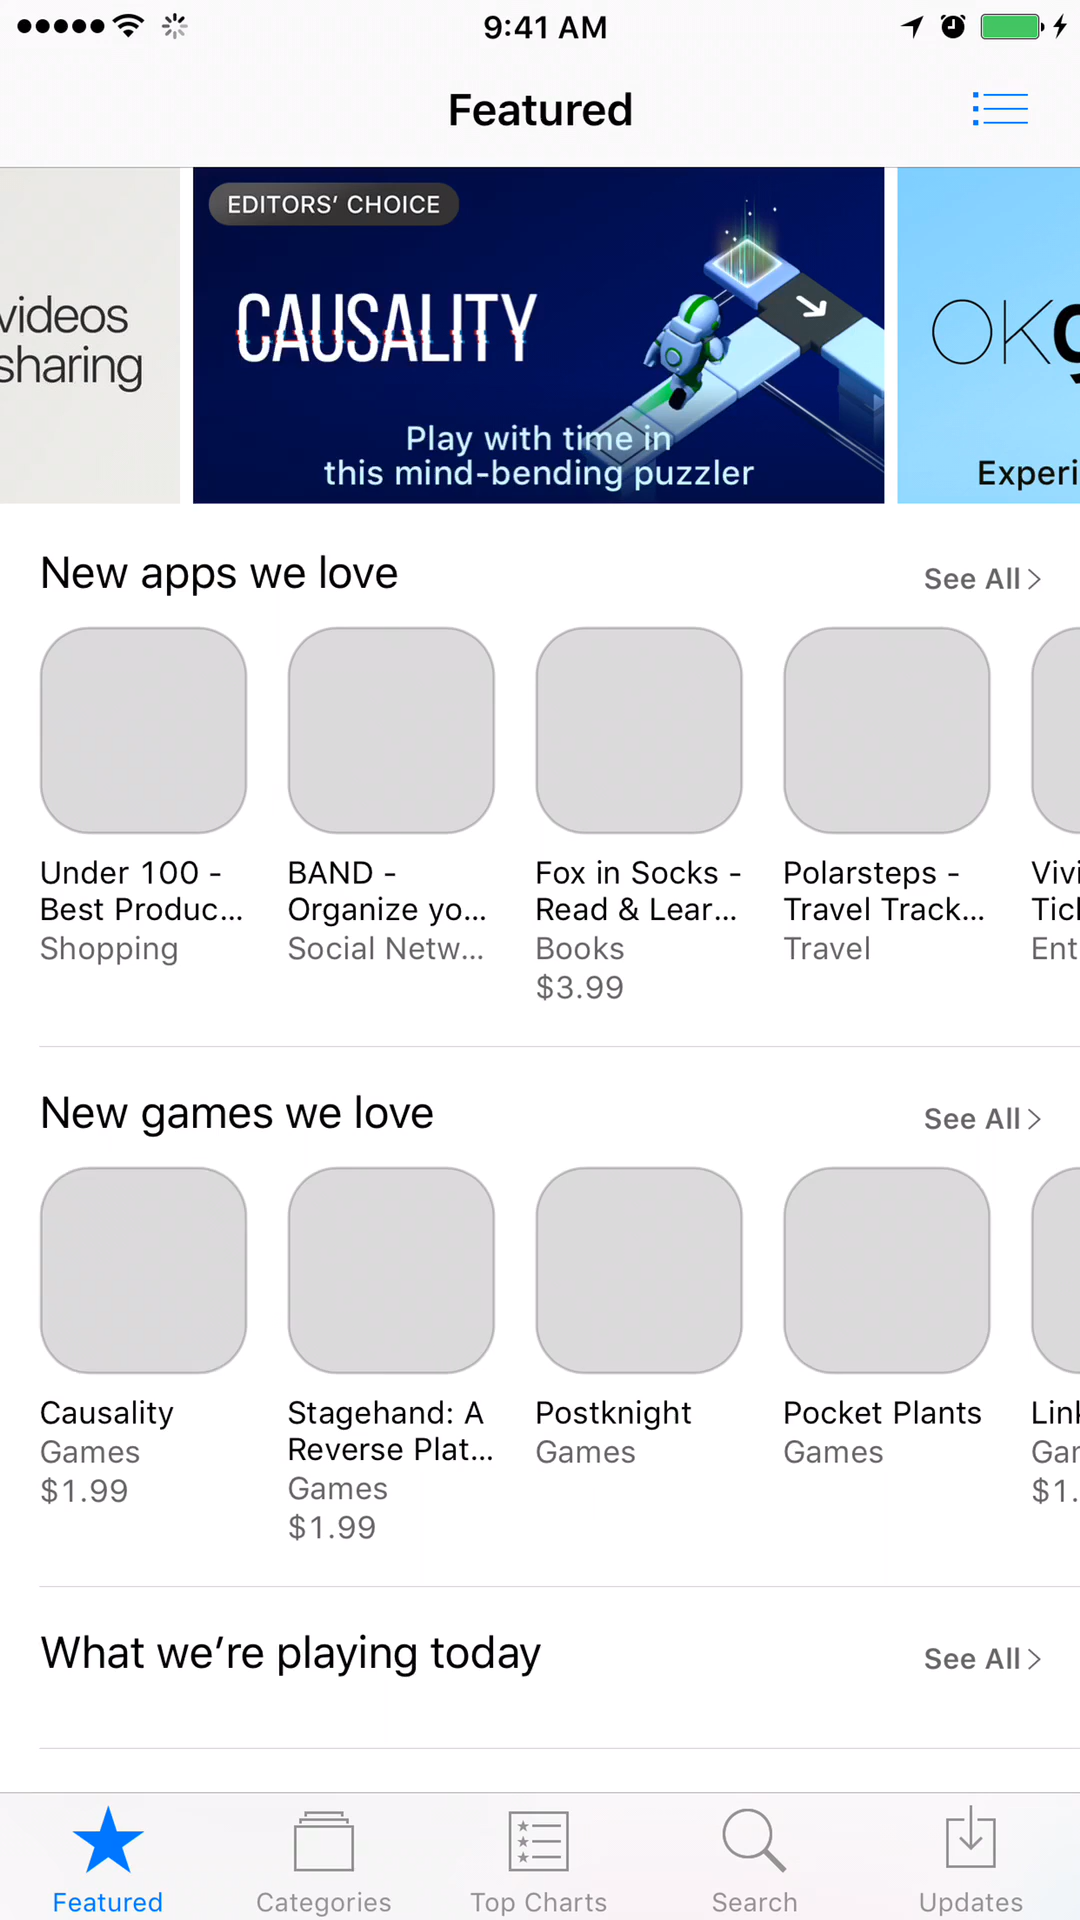 9:41 AM
Featured
videos
sharing
EDITORS' CHOICE
CAUSALITY
Play with time in
this mind-bending puzzler
OK
Experi
New apps we love
See All
Under 100 -
Best Produc...
Shopping
BAND -
Organize yo...
Social Netw...
Fox in Socks -
Read & Lear...
Books
$3.99
Polarsteps -
Travel Track...
Travel
Vivi
Tic
Ent
New games we love
See All
Causality
Games
$1.99
Stagehand: A
Reverse Plat...
Games
$1.99
Postknight
Games
Pocket Plants
Games
Lin
Gar
$1.
What we’re playing today
See All
Featured
Categories
Top Charts
Search
Updates